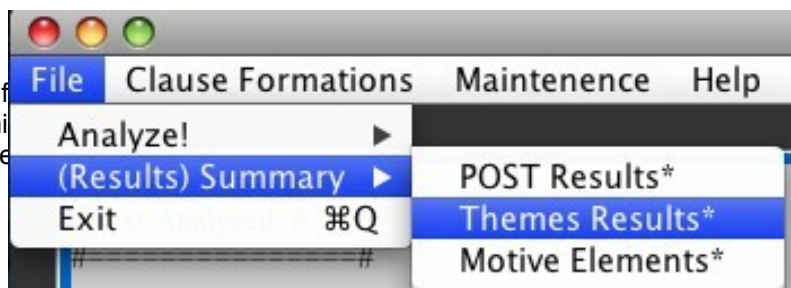 File Clause Formations Maintenence Help
Analyze!
(Results) Summary POST Results*
Exit ⌘Q Themes Results*
#===============# Motive Elements*